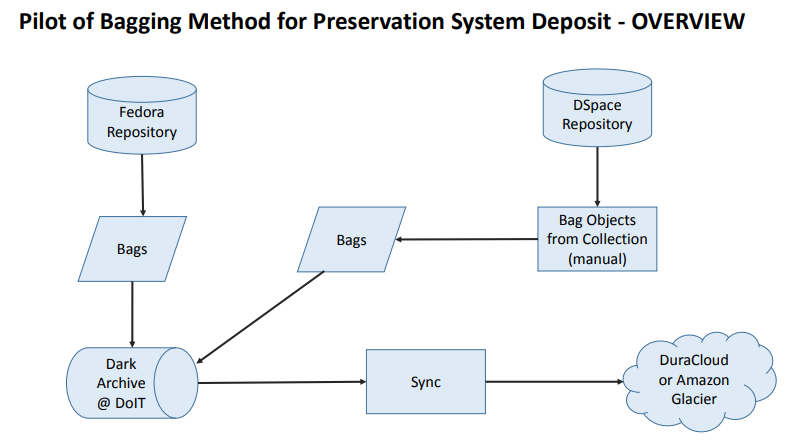 Pilot of Bagging Method for Preservation System Deposit - OVERVIEW
Fedora
Repository
DSpace
Repository
Bags
Bags
Bag Objects
from Collection
(manual)
Dark
Archive
@ DoIT
Sync
DuraCloud
or Amazon
Glacier